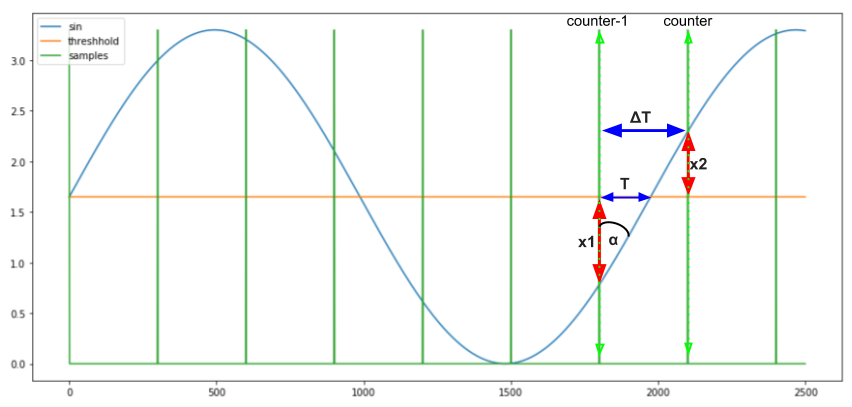 counter-1
counter
sin
threshhold
samples
3.0
2.5
2.0
1.5
1.0
0.5
0.0
ΔT
x2
T
x1
α
0
500
1000
1500
2000
2500